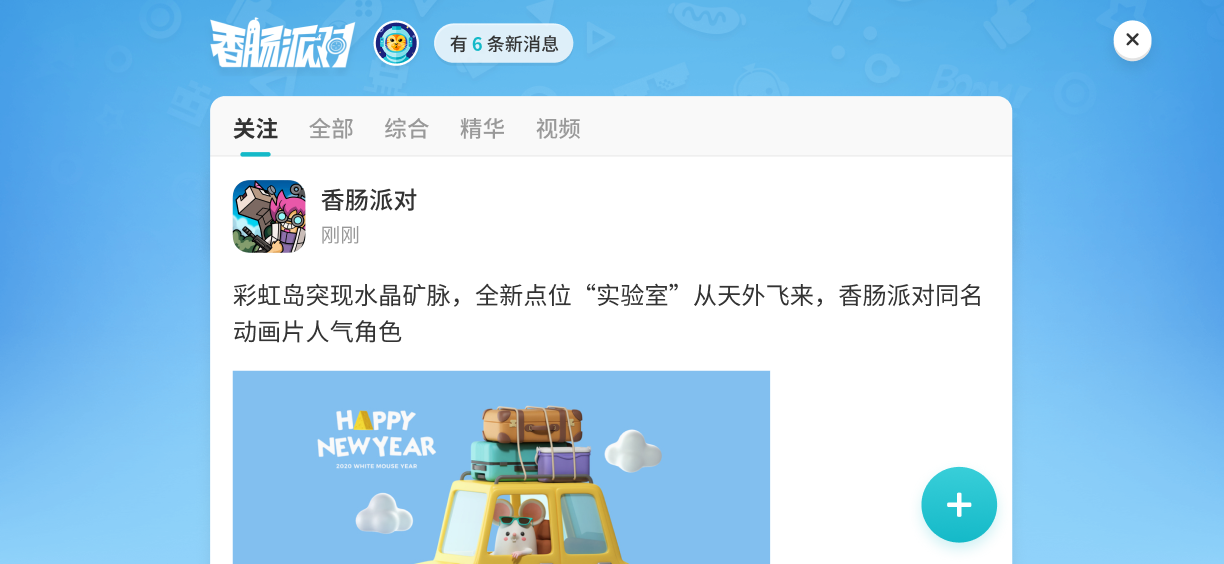 香肠派对
有 6 条新消息
关注 全部 综合 精华 视频
香肠派对
刚刚
彩虹岛突现水晶矿脉，全新点位“实验室”从天外飞来，香肠派对同名
动画片人气角色
HAPPY
NEW YEAR
2020 WHITE MOUSE YEAR